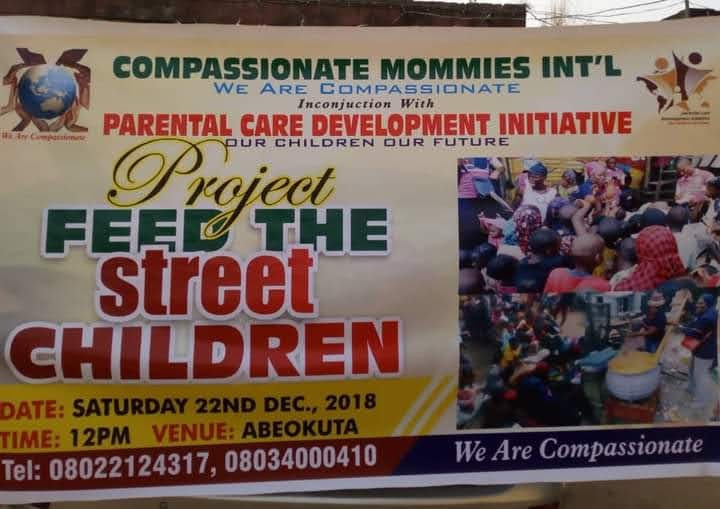 COMPASSIONATE MOMMIES INT'L
WE ARE COMPASSIONATE
Inconjuction With
PARENTAL CARE DEVELOPMENT INITIATIVE
OUR CHILDREN OUR FUTURE
We Are Compassionate
Project
FEED THE
street
CHILDREN
DATE: SATURDAY 22ND DEC., 2018
TIME: 12PM VENUE: ABEOKUTA
Tel: 08022124317, 08034000410
We Are Compassionate